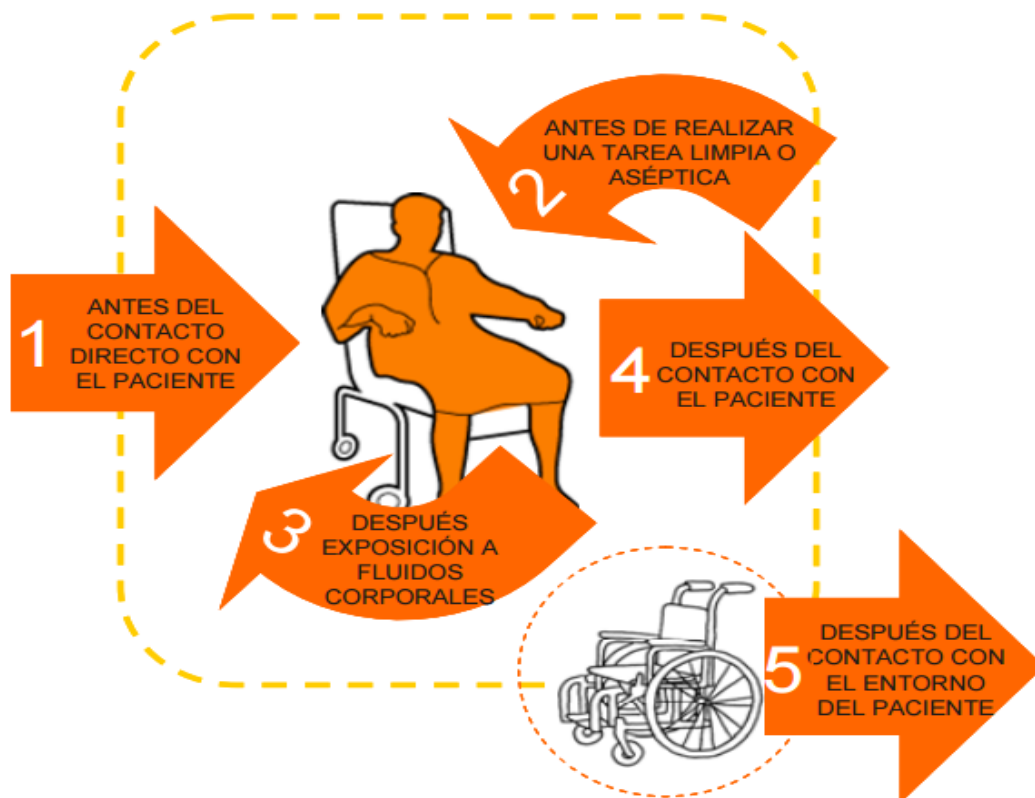 1
ANTES DEL
CONTACTO
DIRECTO CON
EL PACIENTE
2
ANTES DE REALIZAR
UNA TAREA LIMPIA O
ASÉPTICA
3
DESPUÉS
EXPOSICIÓN A
FLUIDOS
CORPORALES
4
DESPUÉS DEL
CONTACTO CON
EL PACIENTE
5
DESPUÉS DEL
CONTACTO CON
EL ENTORNO
DEL PACIENTE